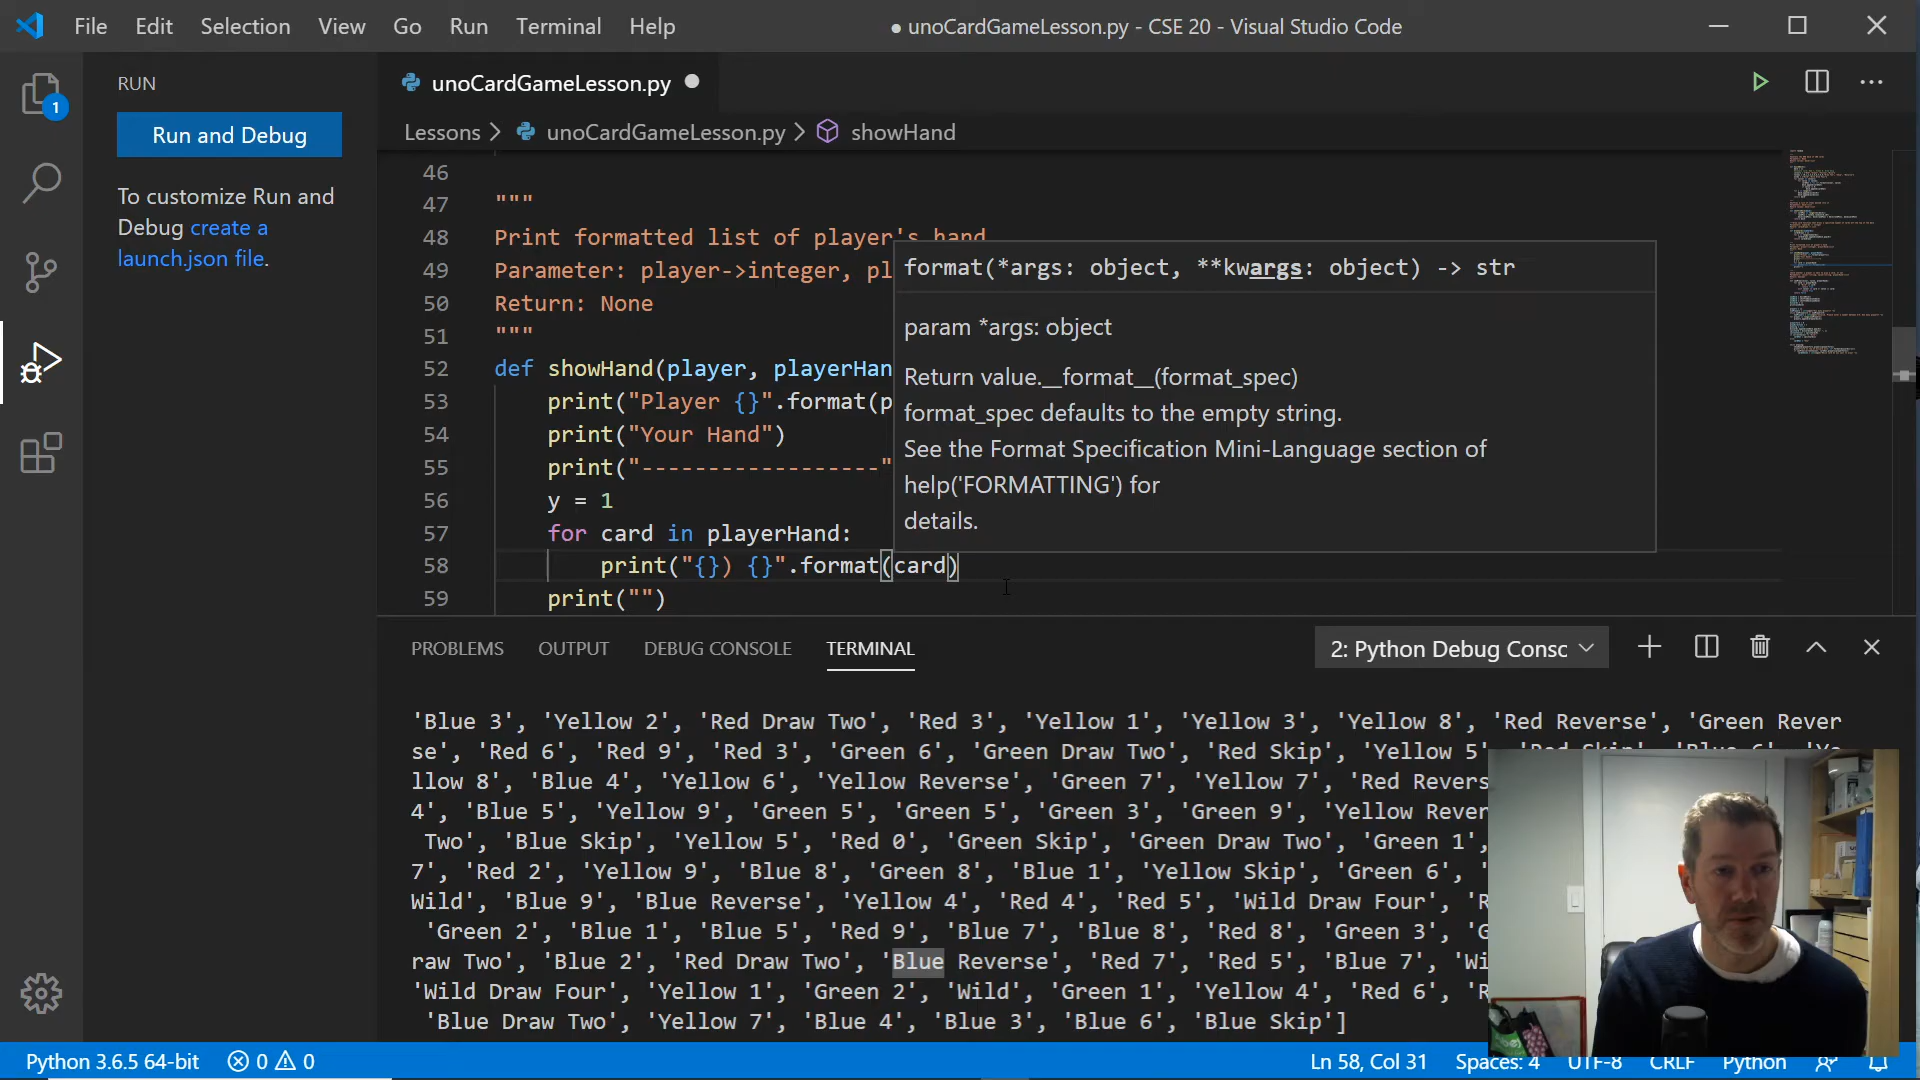 File Edit Selection View Go Run Terminal Help
● unoCardGameLesson.py - CSE 20 - Visual Studio Code
1
RUN
Run and Debug
To customize Run and
Debug create a
launch.json file.
unoCardGameLesson.py
Lessons > unoCardGameLesson.py > showHand
46
47 """
48 Print formatted list of player's hand
49 Parameter: player->integer, pl
50 Return: None
51 """
52 def showHand(player, playerHan
53 print("Player {}".format(p
54 print("Your Hand")
55 print("------------------"
56 y = 1
57 for card in playerHand:
58 print("{}) {}".format(card)
59 print("")
format(*args: object, **kwargs: object) -> str
param *args: object
Return value.__format__(format_spec)
format_spec defaults to the empty string.
See the Format Specification Mini-Language section of
help('FORMATTING') for
details.
PROBLEMS OUTPUT DEBUG CONSOLE TERMINAL
2: Python Debug Consc
'Blue 3', 'Yellow 2', 'Red Draw Two', 'Red 3', 'Yellow 1', 'Yellow 3', 'Yellow 8', 'Red Reverse', 'Green Rever
se', 'Red 6', 'Red 9', 'Red 3', 'Green 6', 'Green Draw Two', 'Red Skip', 'Yellow 5', 'Red Skip', 'Blue 6', 'Ye
llow 8', 'Blue 4', 'Yellow 6', 'Yellow Reverse', 'Green 7', 'Yellow 7', 'Red Revers
4', 'Blue 5', 'Yellow 9', 'Green 5', 'Green 5', 'Green 3', 'Green 9', 'Yellow Rever
Two', 'Blue Skip', 'Yellow 5', 'Red 0', 'Green Skip', 'Green Draw Two', 'Green 1',
7', 'Red 2', 'Yellow 9', 'Blue 8', 'Green 8', 'Blue 1', 'Yellow Skip', 'Green 6', '
Wild', 'Blue 9', 'Blue Reverse', 'Yellow 4', 'Red 4', 'Red 5', 'Wild Draw Four', 'R
'Green 2', 'Blue 1', 'Blue 5', 'Red 9', 'Blue 7', 'Blue 8', 'Red 8', 'Green 3', 'G
raw Two', 'Blue 2', 'Red Draw Two', 'Blue Reverse', 'Red 7', 'Red 5', 'Blue 7', 'Wi
'Wild Draw Four', 'Yellow 1', 'Green 2', 'Wild', 'Green 1', 'Yellow 4', 'Red 6', 'R
'Blue Draw Two', 'Yellow 7', 'Blue 4', 'Blue 3', 'Blue 6', 'Blue Skip']
Python 3.6.5 64-bit 0 0 Ln 58, Col 31 Spaces: 4 UTF-8 CRLF Python